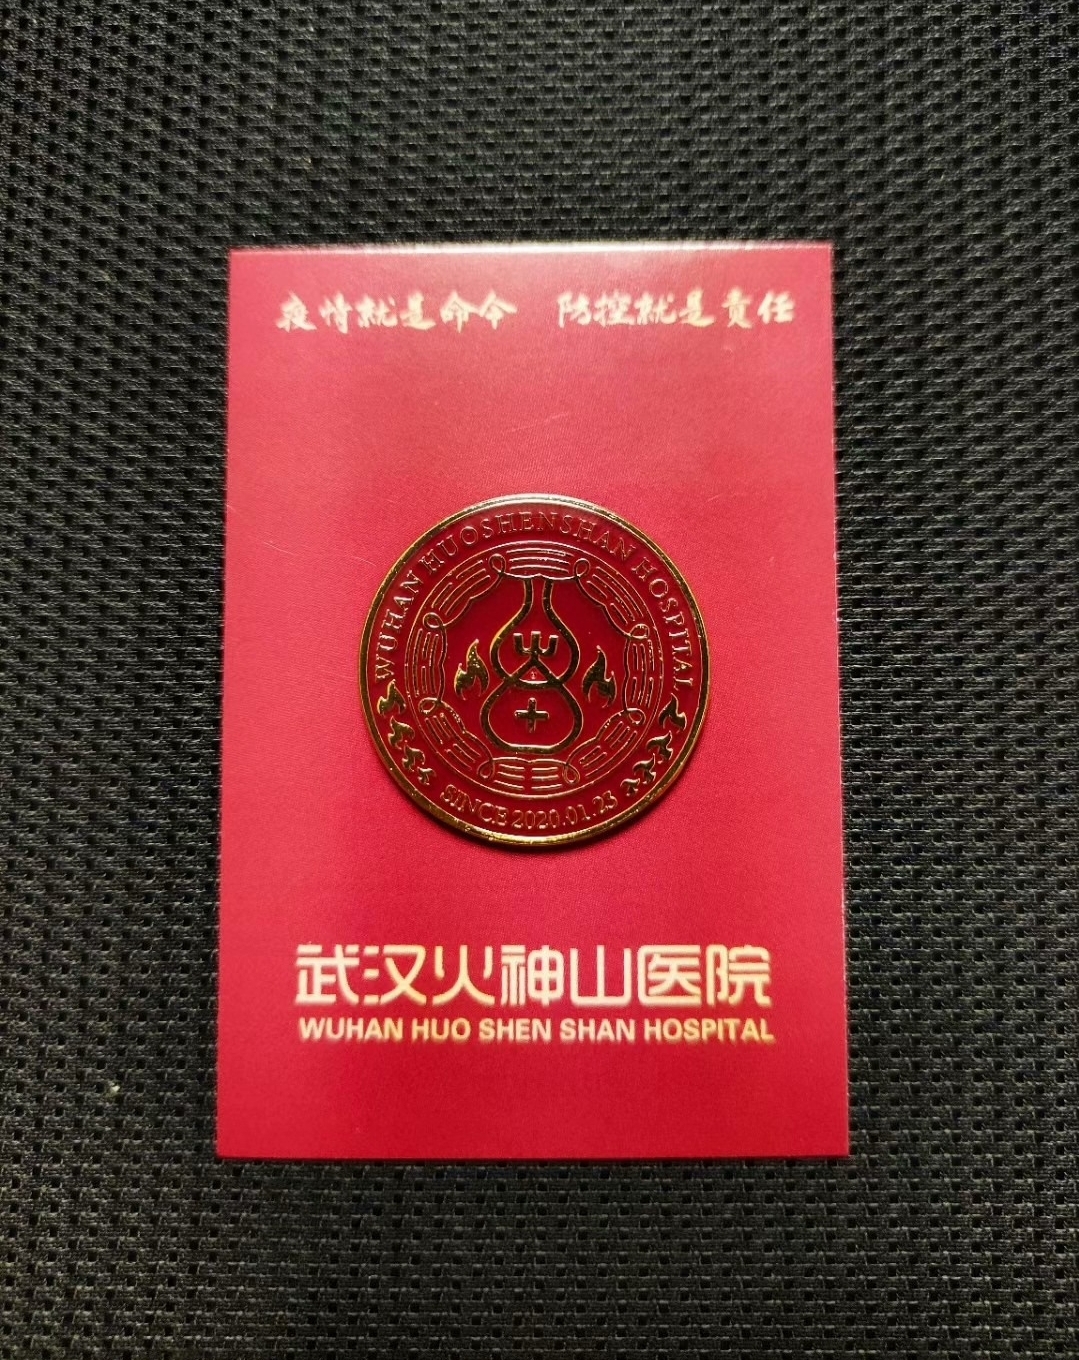 疫情就是命令 防控就是责任
WUHAN HUOSHENSHAN HOSPITAL
火
SINCE 2020.01.23
武汉火神山医院
WUHAN HUO SHEN SHAN HOSPITAL